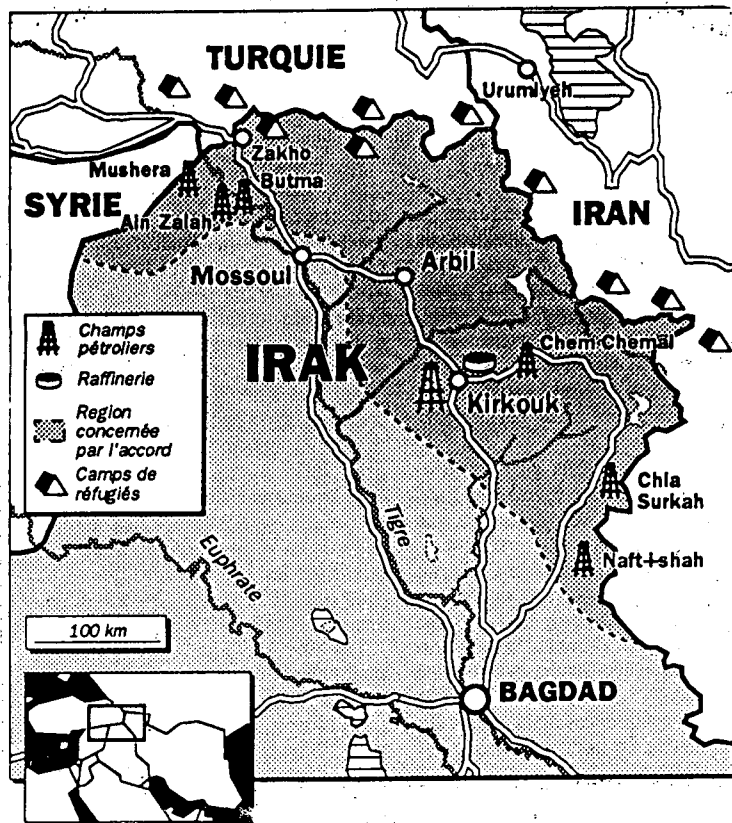 TURQUIE
Urumiyeh
Zakho
Mushera
Butma
SYRIE
IRAN
Ain Zalah
Mossoul
Arbil
Champs
pétroliers
Raffinerie
Region
concernée
par l'accord
Camps de
réfugiés
IRAK
Chem Chemal
Kirkouk
Chia
Surkah
Tigre
Naft-i-shah
Euphrate
100 km
BAGDAD